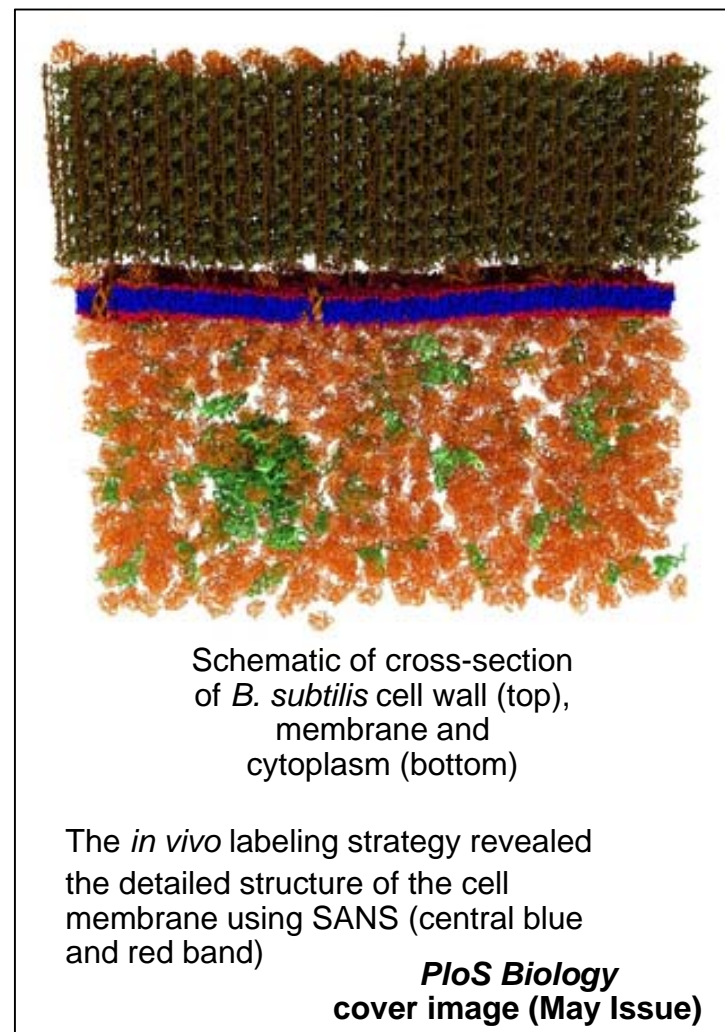 Schematic of cross-section
of B. subtilis cell wall (top),
membrane and
cytoplasm (bottom)
The in vivo labeling strategy revealed
the detailed structure of the cell
membrane using SANS (central blue
and red band)
PloS Biology
cover image (May Issue)